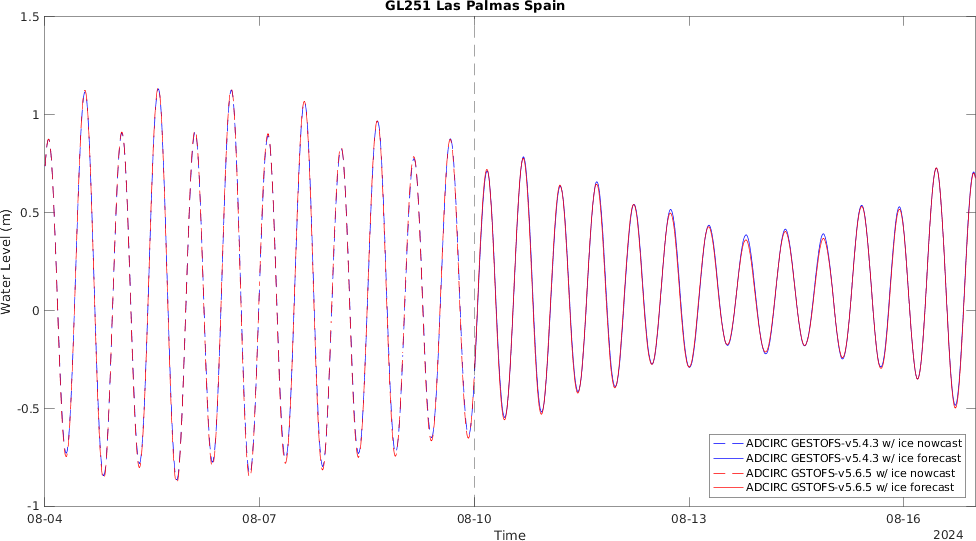 GL251 Las Palmas Spain
1.5
1
0.5
0
-0.5
-1
Water Level (m)
08-04
08-07
08-10
08-13
08-16
Time
2024
ADCIRC GESTOFS-v5.4.3 w/ ice nowcast
ADCIRC GESTOFS-v5.4.3 w/ ice forecast
ADCIRC GSTOFS-v5.6.5 w/ ice nowcast
ADCIRC GSTOFS-v5.6.5 w/ ice forecast